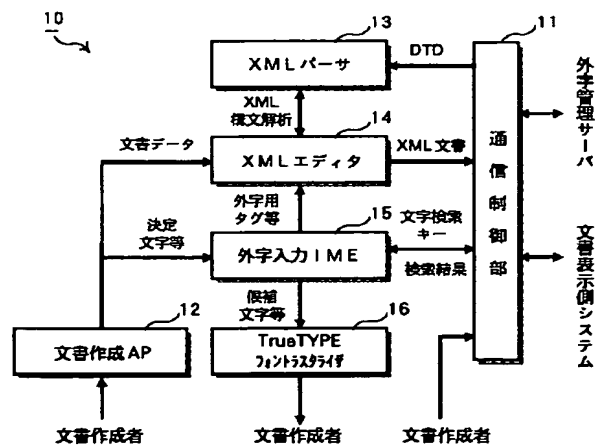 10
13
11
XMLパーサ
DTD
XML
構文解析
14
文書データ
XMLエディタ
XML文書
外字用
タグ等
15
決定
文字等
外字入力IME
文字検索
キー
検索結果
候補
文字等
12
16
文書作成AP
TrueTYPE
フォントラスタライザ
通信制御部
外字管理サーバ
文書表示側システム
文書作成者
文書作成者
文書作成者